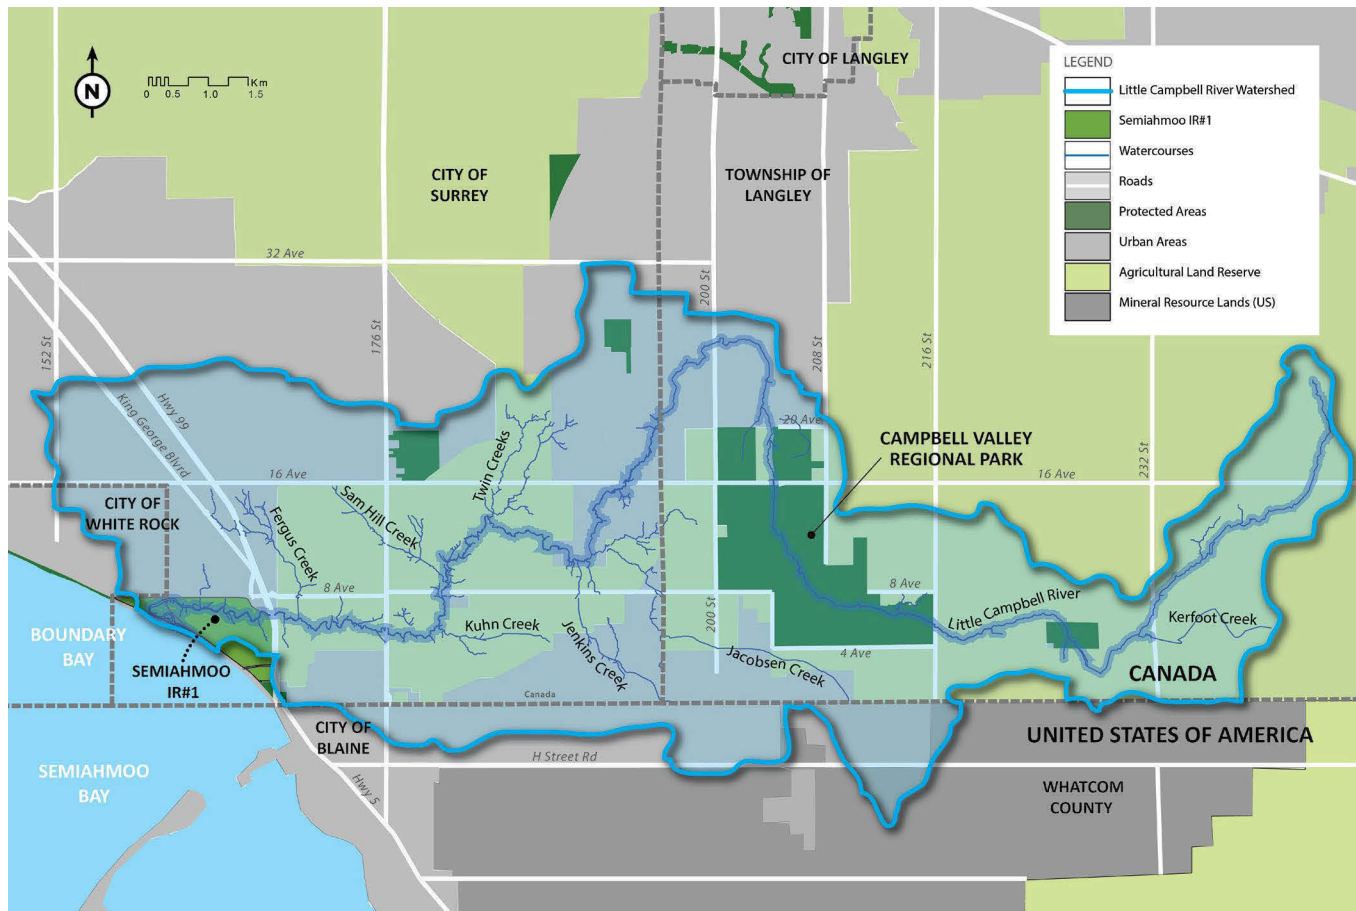 CITY OF LANGLEY
LEGEND
Little Campbell River Watershed
Semiahmoo IR#1
Watercourses
Roads
Protected Areas
Urban Areas
Agricultural Land Reserve
Mineral Resource Lands (US)
N
Km
0 0.5 1.0 1.5
CITY OF
SURREY
TOWNSHIP OF
LANGLEY
32 Ave
200 St
152 St
176 St
208 St
216 St
Hwy 99
King George Blvrd
20 Ave
CAMPBELL VALLEY
REGIONAL PARK
232 St
16 Ave
16 Ave
Twin Creeks
Sam Hill Creek
CITY OF
WHITE ROCK
Fergus Creek
8 Ave
8 Ave
200 St
Little Campbell River
Kerfoot Creek
Kuhn Creek
Jenkins Creek
Jacobsen Creek
4 Ave
BOUNDARY
BAY
SEMIAHMOO
IR#1
CANADA
Canada
CITY OF
BLAINE
UNITED STATES OF AMERICA
H Street Rd
Hwy 5
SEMIAHMOO
BAY
WHATCOM
COUNTY